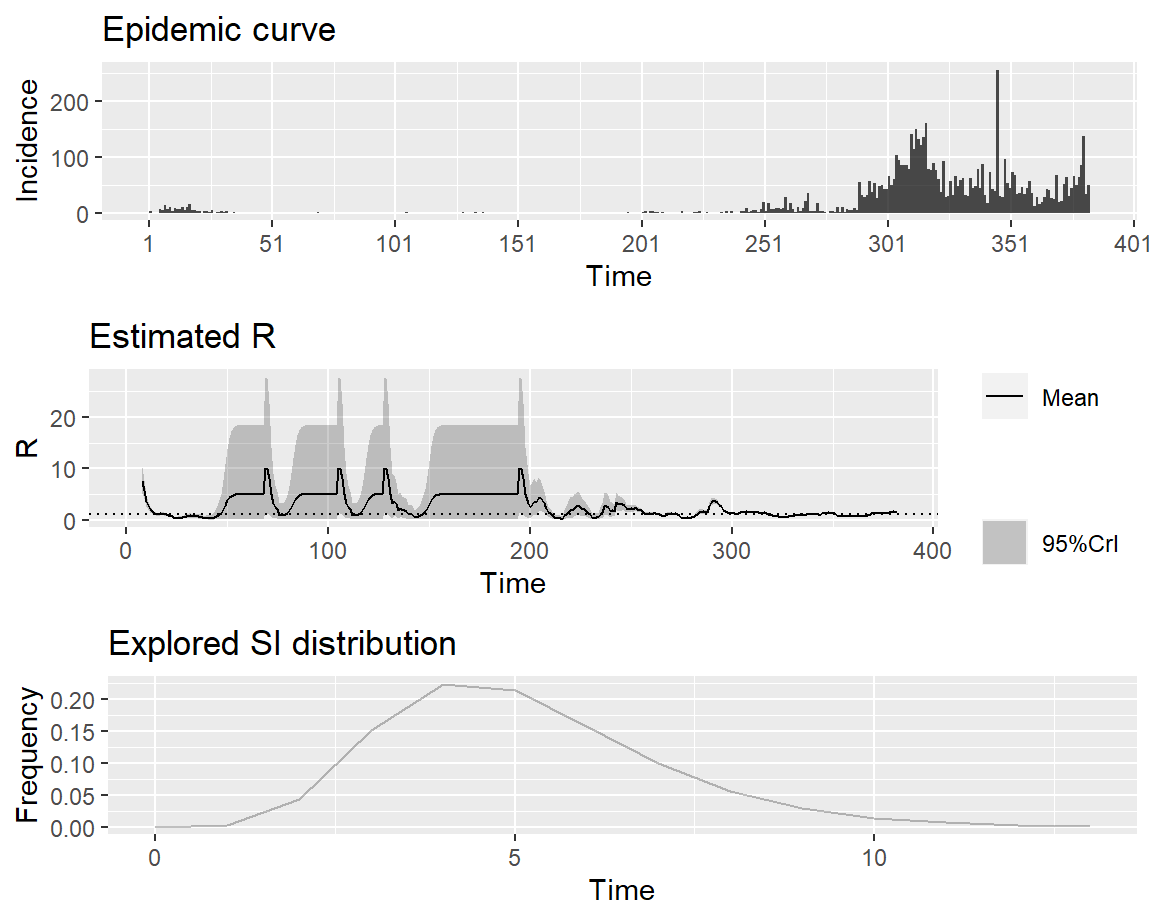 Epidemic curve
Incidence
200
100
0
1 51 101 151 201 251 301 351 401
Time
Estimated R
R
20
10
0
0 100 200 300 400
Time
Mean
95%CrI
Explored SI distribution
Frequency
0.20
0.15
0.10
0.05
0.00
0 5 10
Time